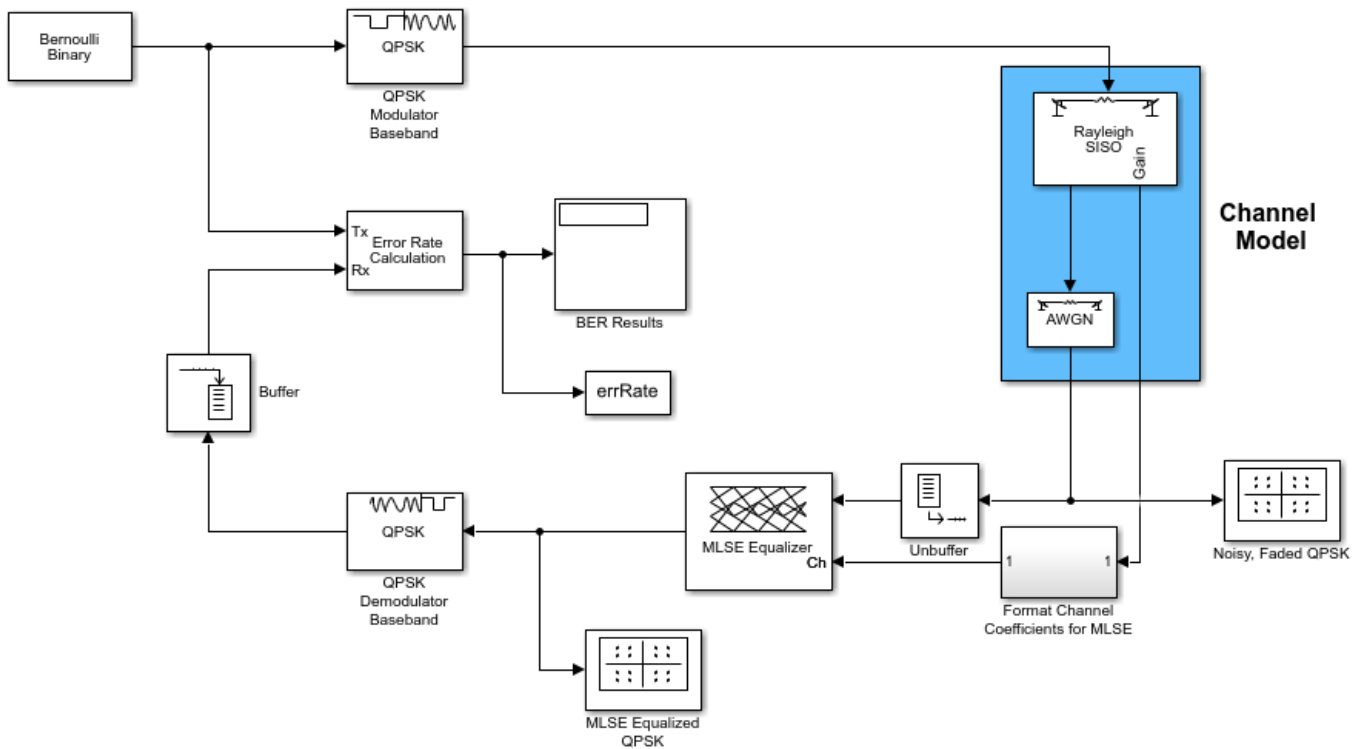 Bernoulli
Binary
QPSK
QPSK
Modulator
Baseband
Rayleigh
SISO
Gain
Channel
Model
AWGN
Tx
Rx
Error Rate
Calculation
BER Results
errRate
Buffer
QPSK
QPSK
Demodulator
Baseband
MLSE Equalizer
Ch
Unbuffer
1
1
Format Channel
Coefficients for MLSE
Noisy, Faded QPSK
MLSE Equalized
QPSK